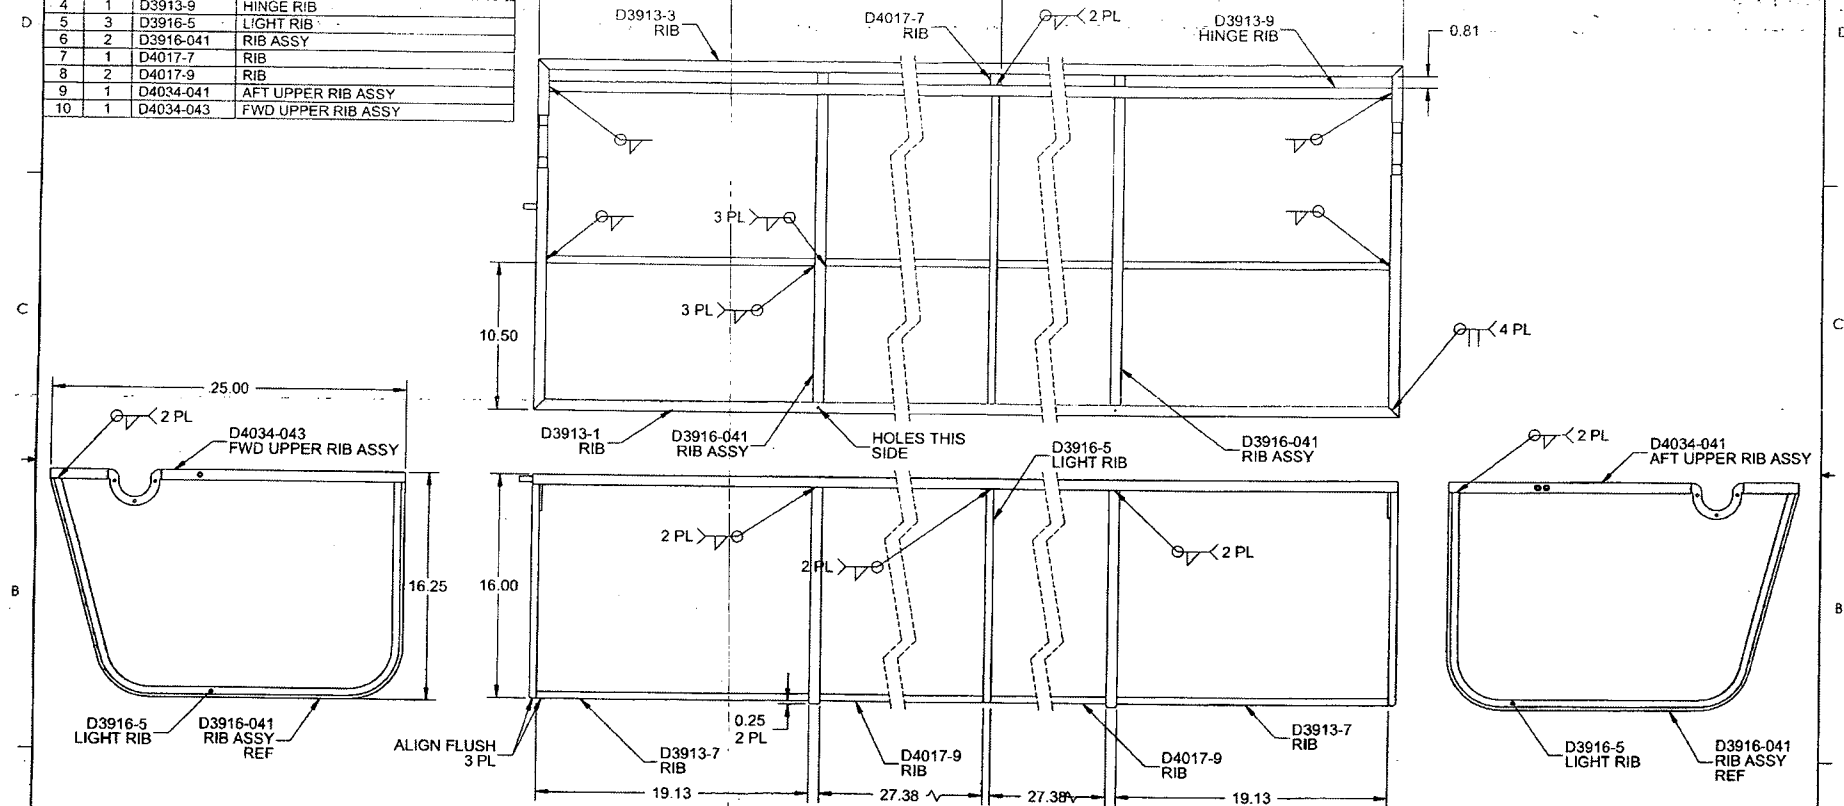 D
4 1 D3913-9 HINGE RIB
5 3 D3916-5 LIGHT RIB
6 2 D3916-041 RIB ASSY
7 1 D4017-7 RIB
8 2 D4017-9 RIB
9 1 D4034-041 AFT UPPER RIB ASSY
10 1 D4034-043 FWD UPPER RIB ASSY
D3913-3
RIB
D4017-7
RIB
2 PL
D3913-9
HINGE RIB
0.81
3 PL
3 PL
C
10.50
C
4 PL
25.00
2 PL
D4034-043
FWD UPPER RIB ASSY
D3913-1
RIB
D3916-041
RIB ASSY
HOLES THIS
SIDE
D3916-5
LIGHT RIB
D3916-041
RIB ASSY
2 PL
D4034-041
AFT UPPER RIB ASSY
2 PL
2 PL
2 PL
B
16.25
16.00
B
D3916-5
LIGHT RIB
D3916-041
RIB ASSY
REF
ALIGN FLUSH
3 PL
D3913-7
RIB
0.25
2 PL
D4017-9
RIB
D4017-9
RIB
D3913-7
RIB
D3916-5
LIGHT RIB
D3916-041
RIB ASSY
REF
19.13
27.38
27.38
19.13